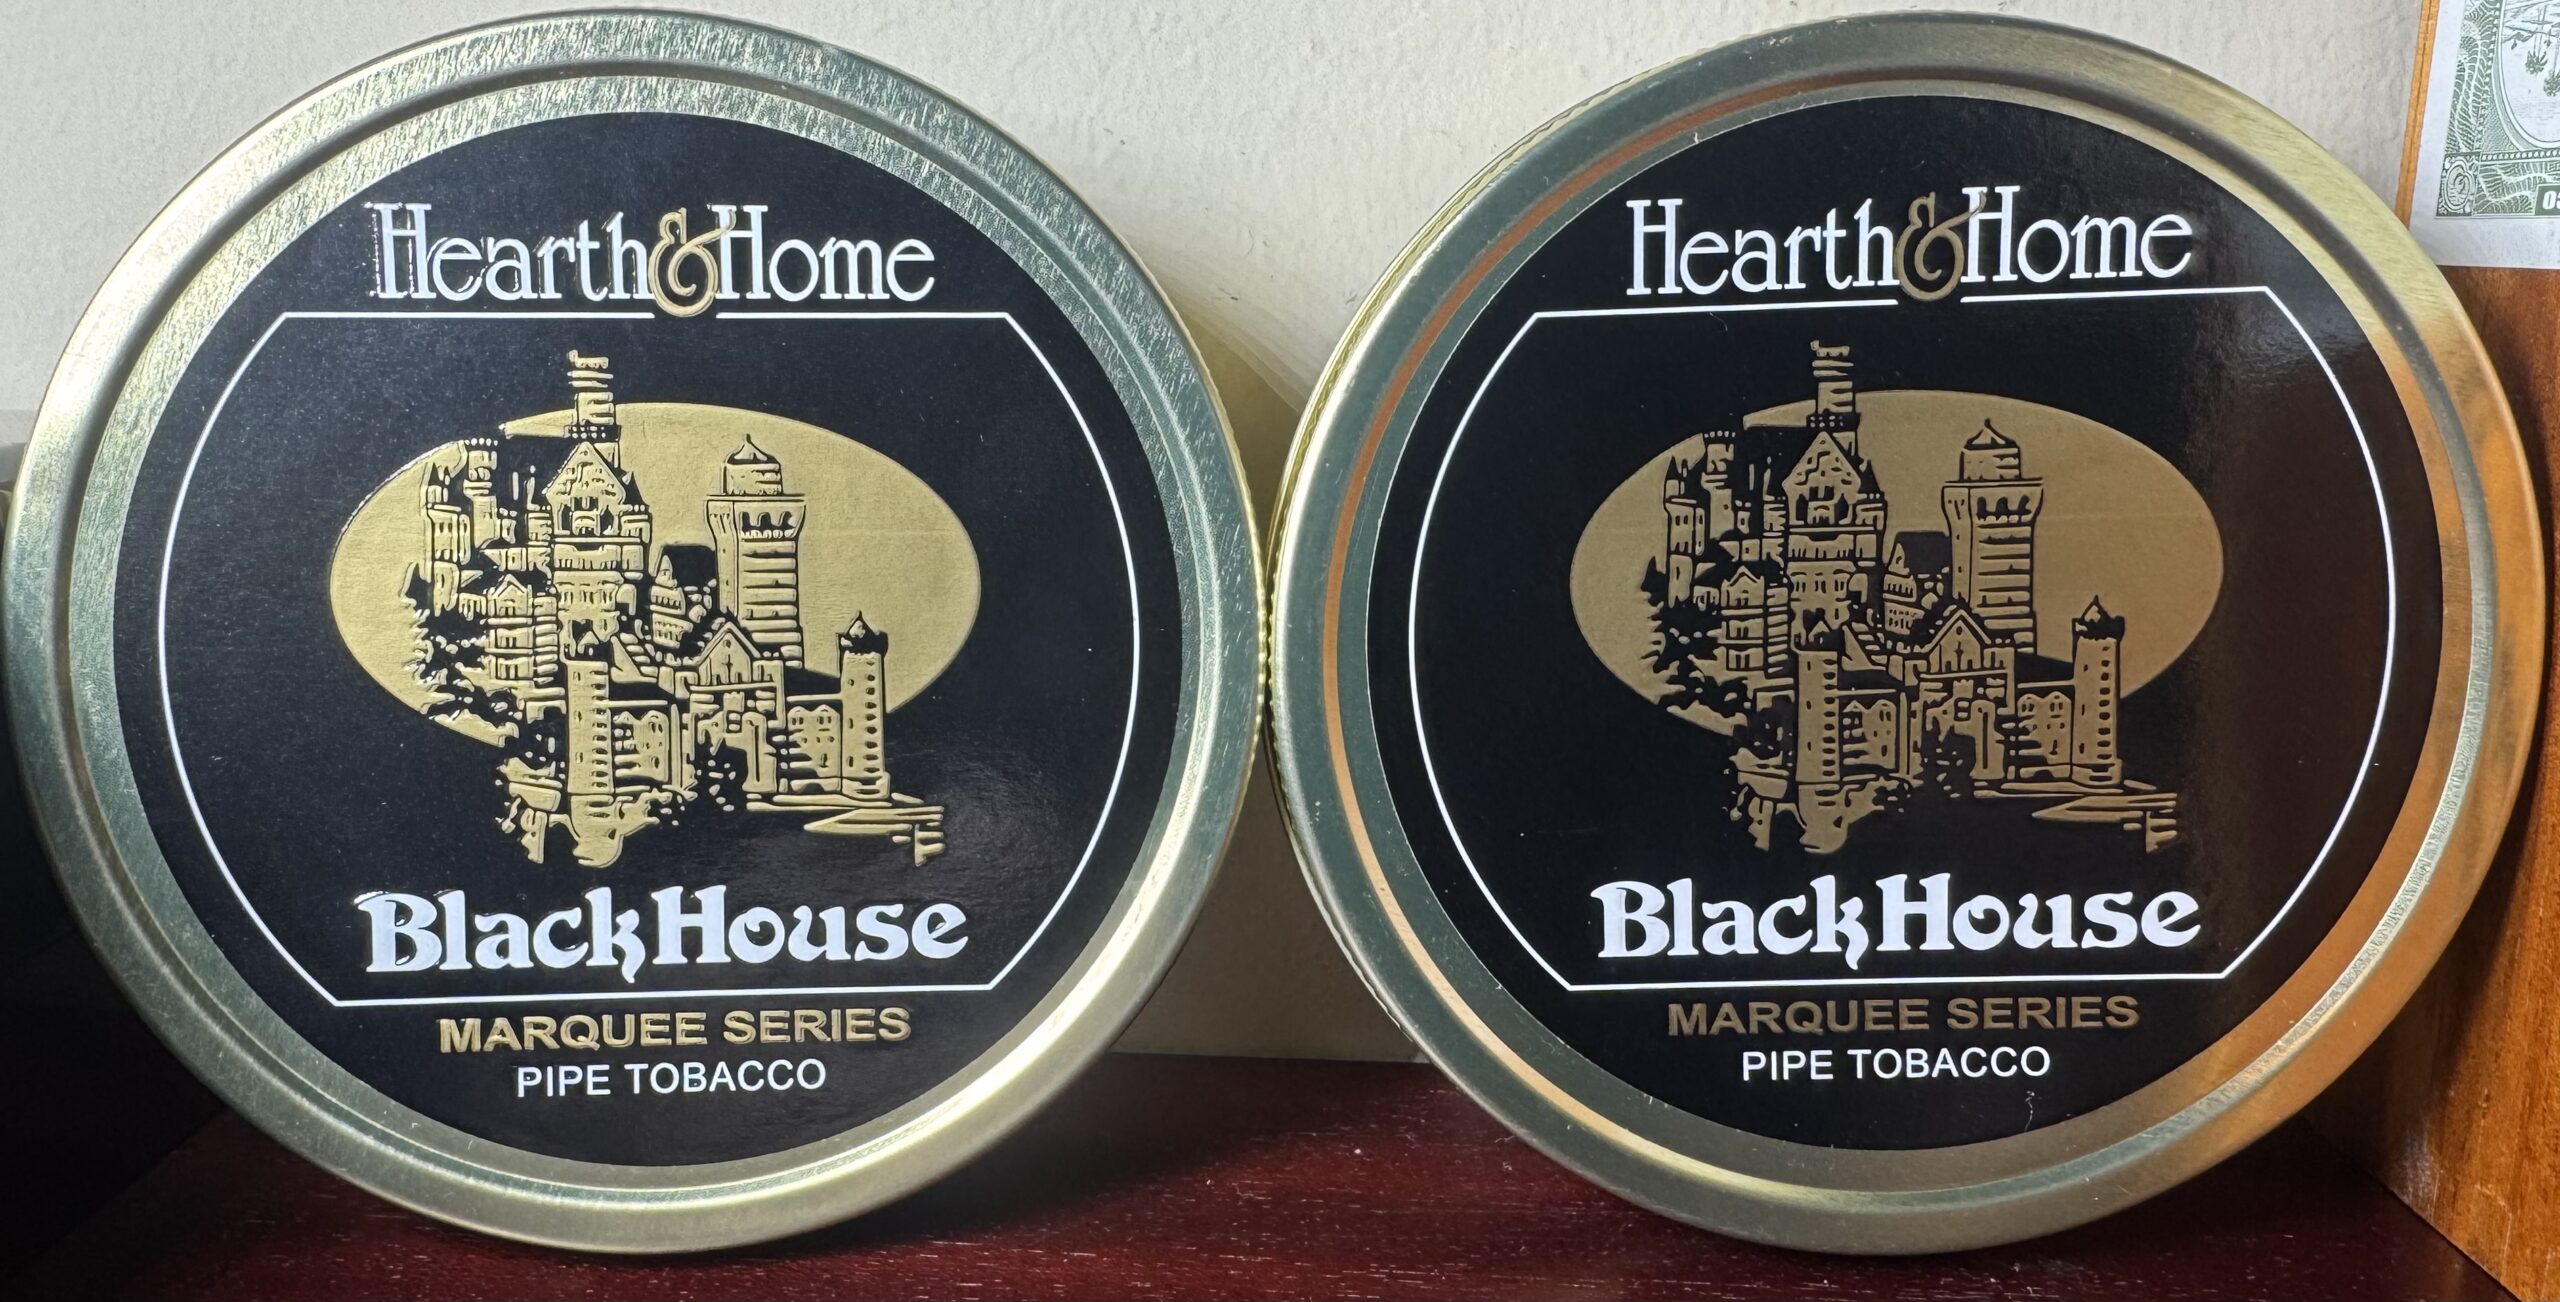 Hearth & Home
BlackHouse
MARQUEE SERIES
PIPE TOBACCO
Hearth & Home
BlackHouse
MARQUEE SERIES
PIPE TOBACCO